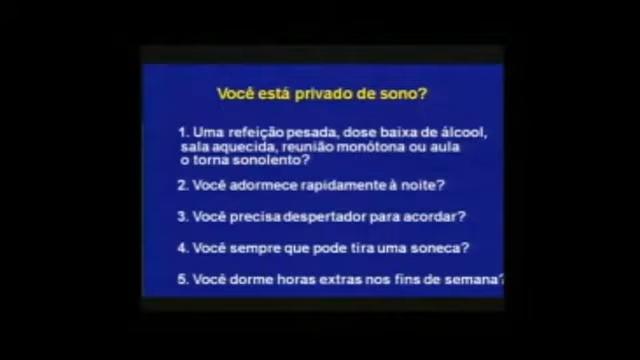 Você está privado de sono?
1. Uma refeição pesada, dose baixa de álcool,
sala aquecida, reunião monótona ou aula
o torna sonolento?
2. Você adormece rapidamente à noite?
3. Você precisa despertador para acordar?
4. Você sempre que pode tira uma soneca?
5. Você dorme horas extras nos fins de semana?